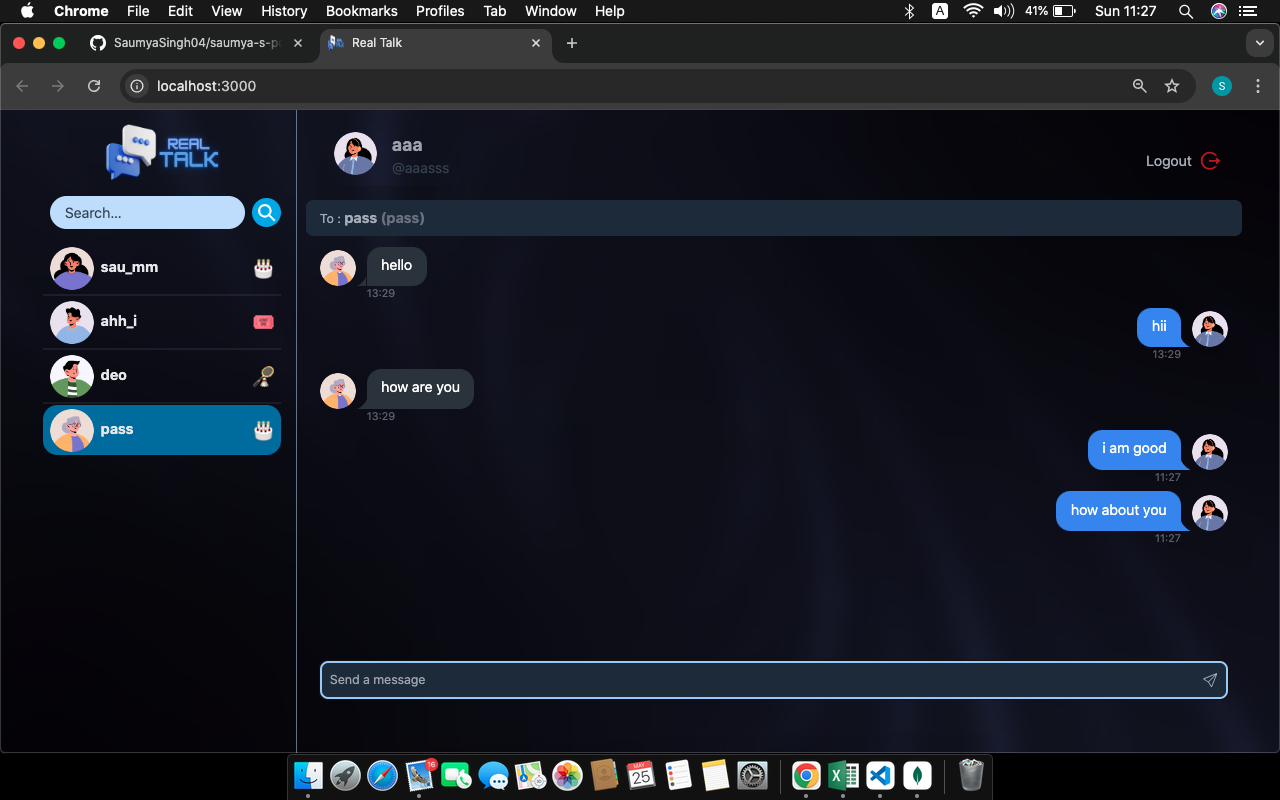 Chrome File Edit View History Bookmarks Profiles Tab Window Help A 41% Sun 11:27
SaumyaSingh04/saumya-s-p
Real Talk
localhost:3000
S
REAL
TALK
Search...
sau_mm
ahh_i
deo
pass
aaa
@aaasss
Logout
To : pass (pass)
hello
13:29
hii
13:29
how are you
13:29
i am good
11:27
how about you
11:27
Send a message
16
MAY
25
X